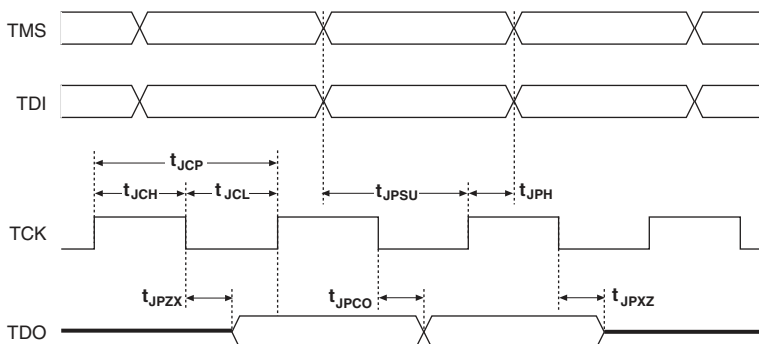 TMS
TDI
tJCP
tJCH tJCL tJPSU tJPH
TCK
tJPZX tJPCO tJPXZ
TDO